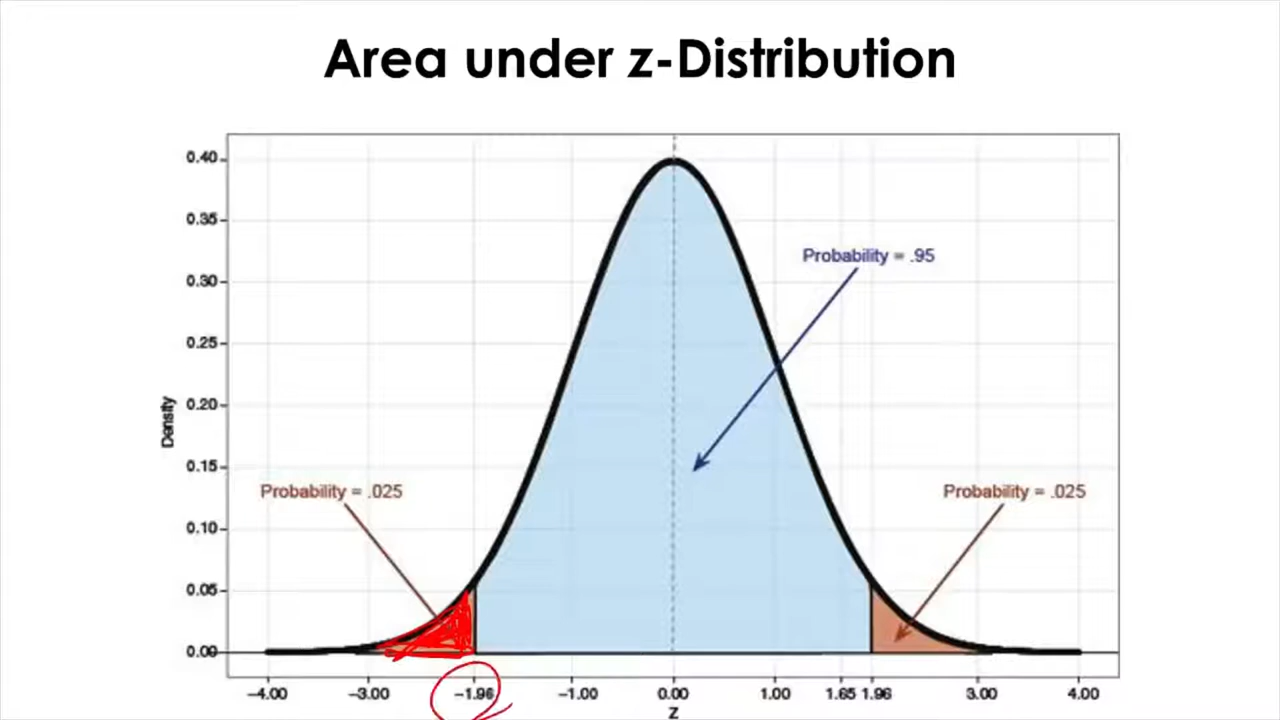 Area under z-Distribution
0.40
0.35
Probability = .95
0.30
0.25
0.20
Density
0.15
Probability = .025
Probability = .025
0.10
0.05
0.00
-4.00 -3.00 -1.96 -1.00 0.00 1.00 1.65 1.96 3.00 4.00
z